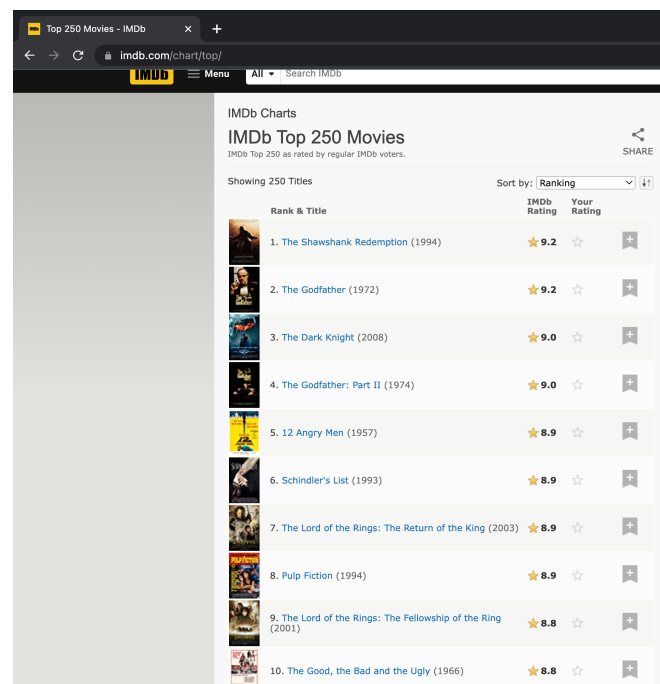 Top 250 Movies - IMDb
imdb.com/chart/top/
IMDb
Menu
All
Search IMDb
IMDb Charts
IMDb Top 250 Movies
IMDb Top 250 as rated by regular IMDb voters.
SHARE
Showing 250 Titles
Sort by: Ranking
Rank & Title
IMDb
Rating
Your
Rating
1. The Shawshank Redemption (1994) 9.2
2. The Godfather (1972) 9.2
3. The Dark Knight (2008) 9.0
4. The Godfather: Part II (1974) 9.0
5. 12 Angry Men (1957) 8.9
6. Schindler's List (1993) 8.9
7. The Lord of the Rings: The Return of the King (2003) 8.9
PULP FICTION
8. Pulp Fiction (1994) 8.9
9. The Lord of the Rings: The Fellowship of the Ring
(2001) 8.8
10. The Good, the Bad and the Ugly (1966) 8.8